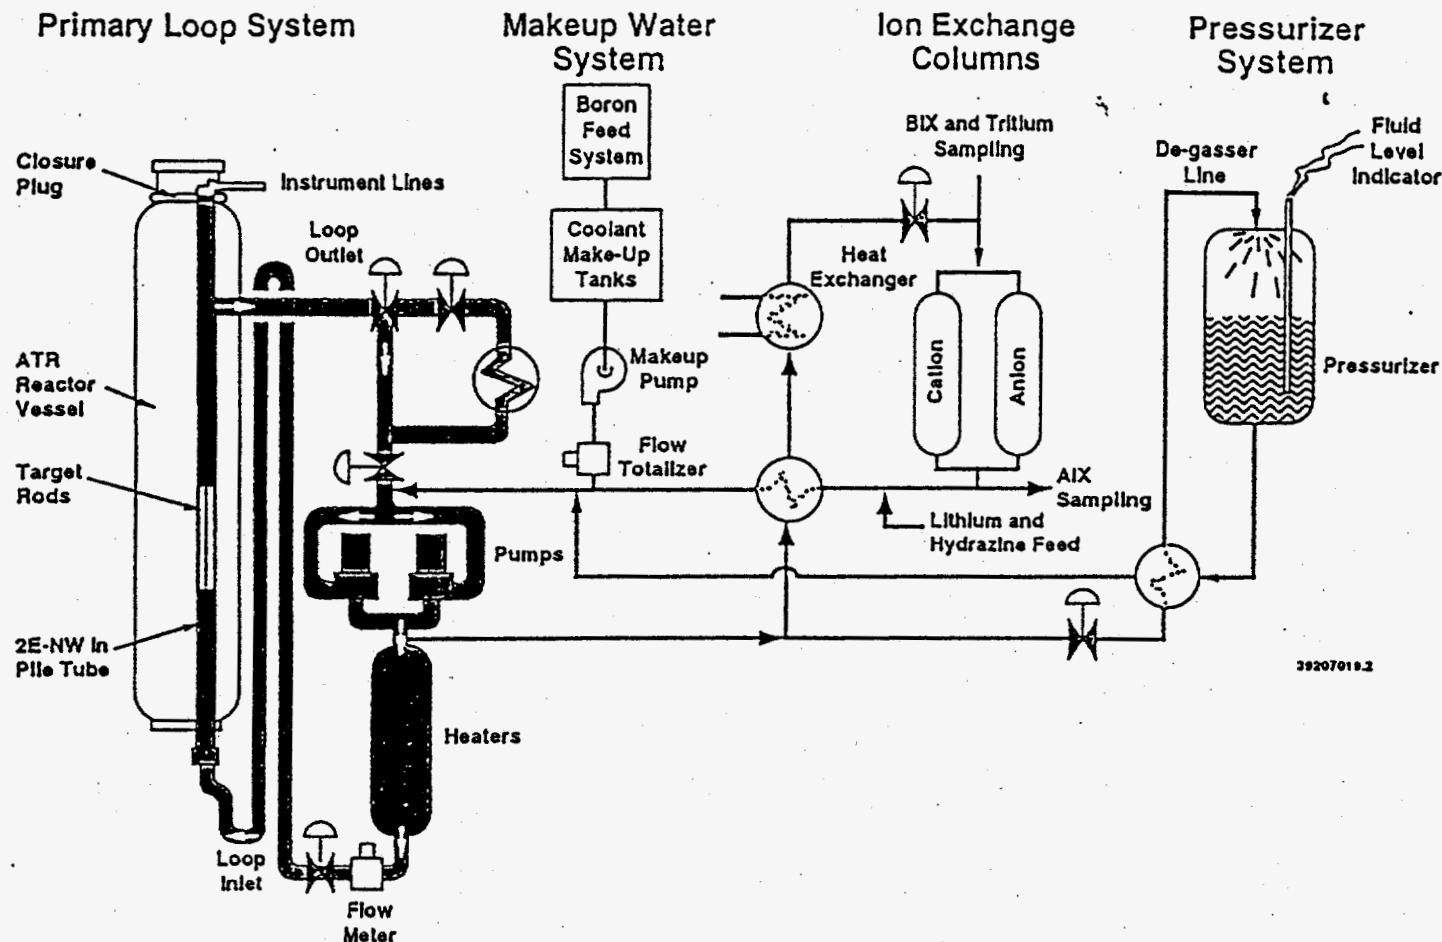 Primary Loop System
Makeup Water
System
Ion Exchange
Columns
Pressurizer
System
Closure
Plug
Instrument Lines
Loop
Outlet
ATR
Reactor
Vessel
Target
Rods
2E-NW In
Pile Tube
Loop
Inlet
Flow
Meter
Heaters
Pumps
Boron
Feed
System
Coolant
Make-Up
Tanks
Makeup
Pump
Flow
Totalizer
BIX and Tritium
Sampling
Heat
Exchanger
Cation
Anion
AIX
Sampling
Lithium and
Hydrazine Feed
De-gasser
Line
Fluid
Level
Indicator
Pressurizer
39207019.2